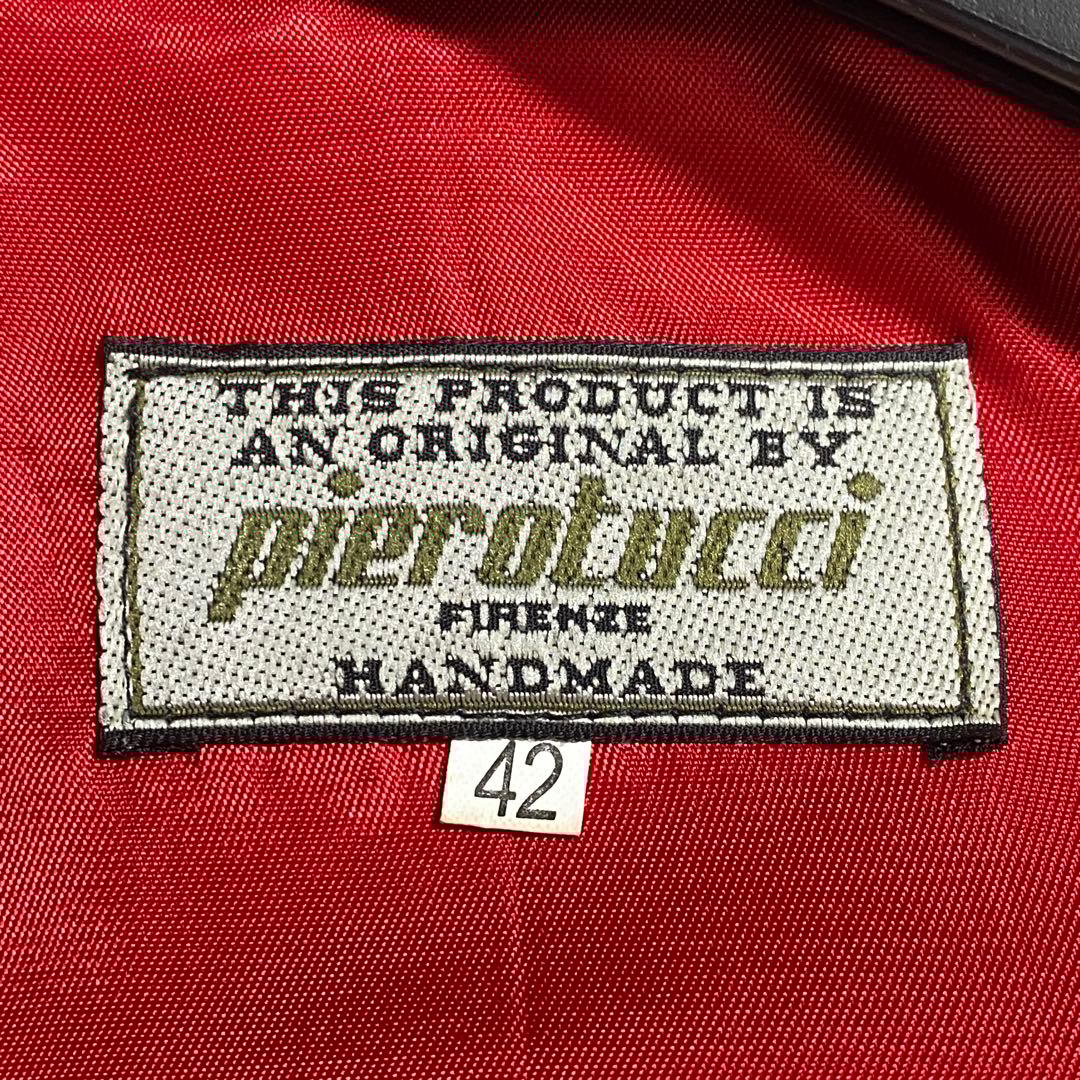 THIS PRODUCT IS
AN ORIGINAL BY
pierotucci
FIRENZE
HANDMADE
42